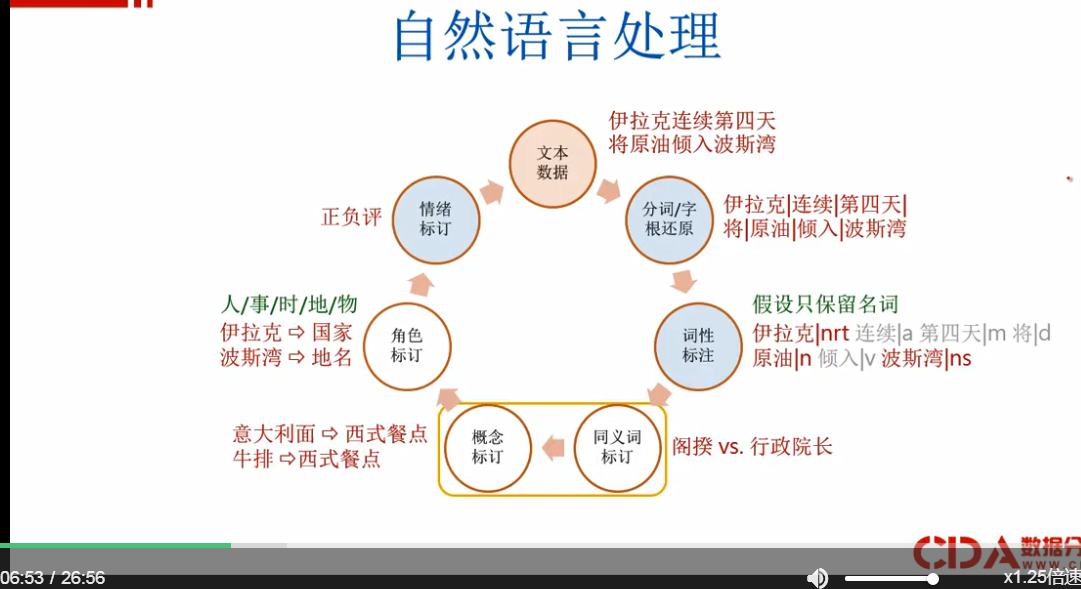 自然语言处理
文本
数据
伊拉克连续第四天
将原油倾入波斯湾
分词/字
根还原
伊拉克|连续|第四天|
将|原油|倾入|波斯湾
词性
标注
假设只保留名词
伊拉克|nrt 连续|a 第四天|m 将|d
原油|n 倾入|v 波斯湾|ns
同义词
标订
阁揆 vs. 行政院长
概念
标订
意大利面 ⇨ 西式餐点
牛排 ⇨西式餐点
角色
标订
人/事/时/地/物
伊拉克 ⇨ 国家
波斯湾 ⇨ 地名
情绪
标订
正负评
CDA 数据分
www.c
06:53 / 26:56
x1.25倍速